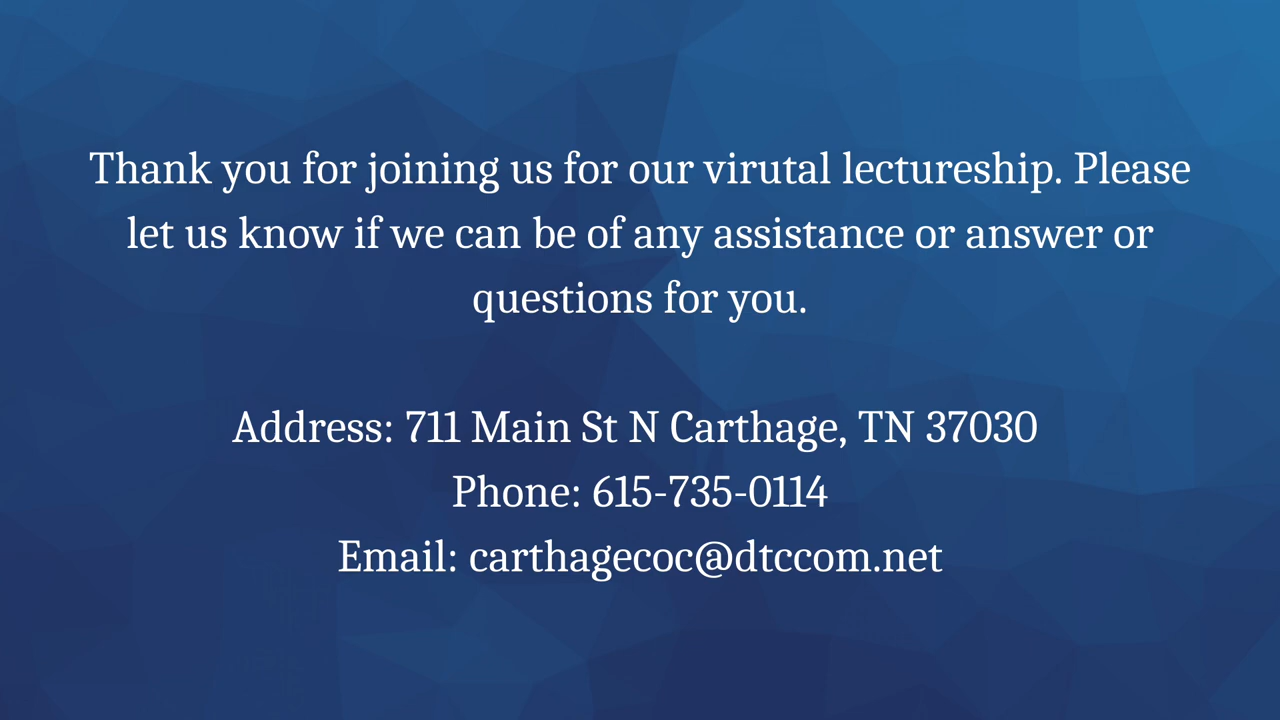 Thank you for joining us for our virutal lectureship. Please
let us know if we can be of any assistance or answer or
questions for you.
Address: 711 Main St N Carthage, TN 37030
Phone: 615-735-0114
Email: carthagecoc@dtccom.net